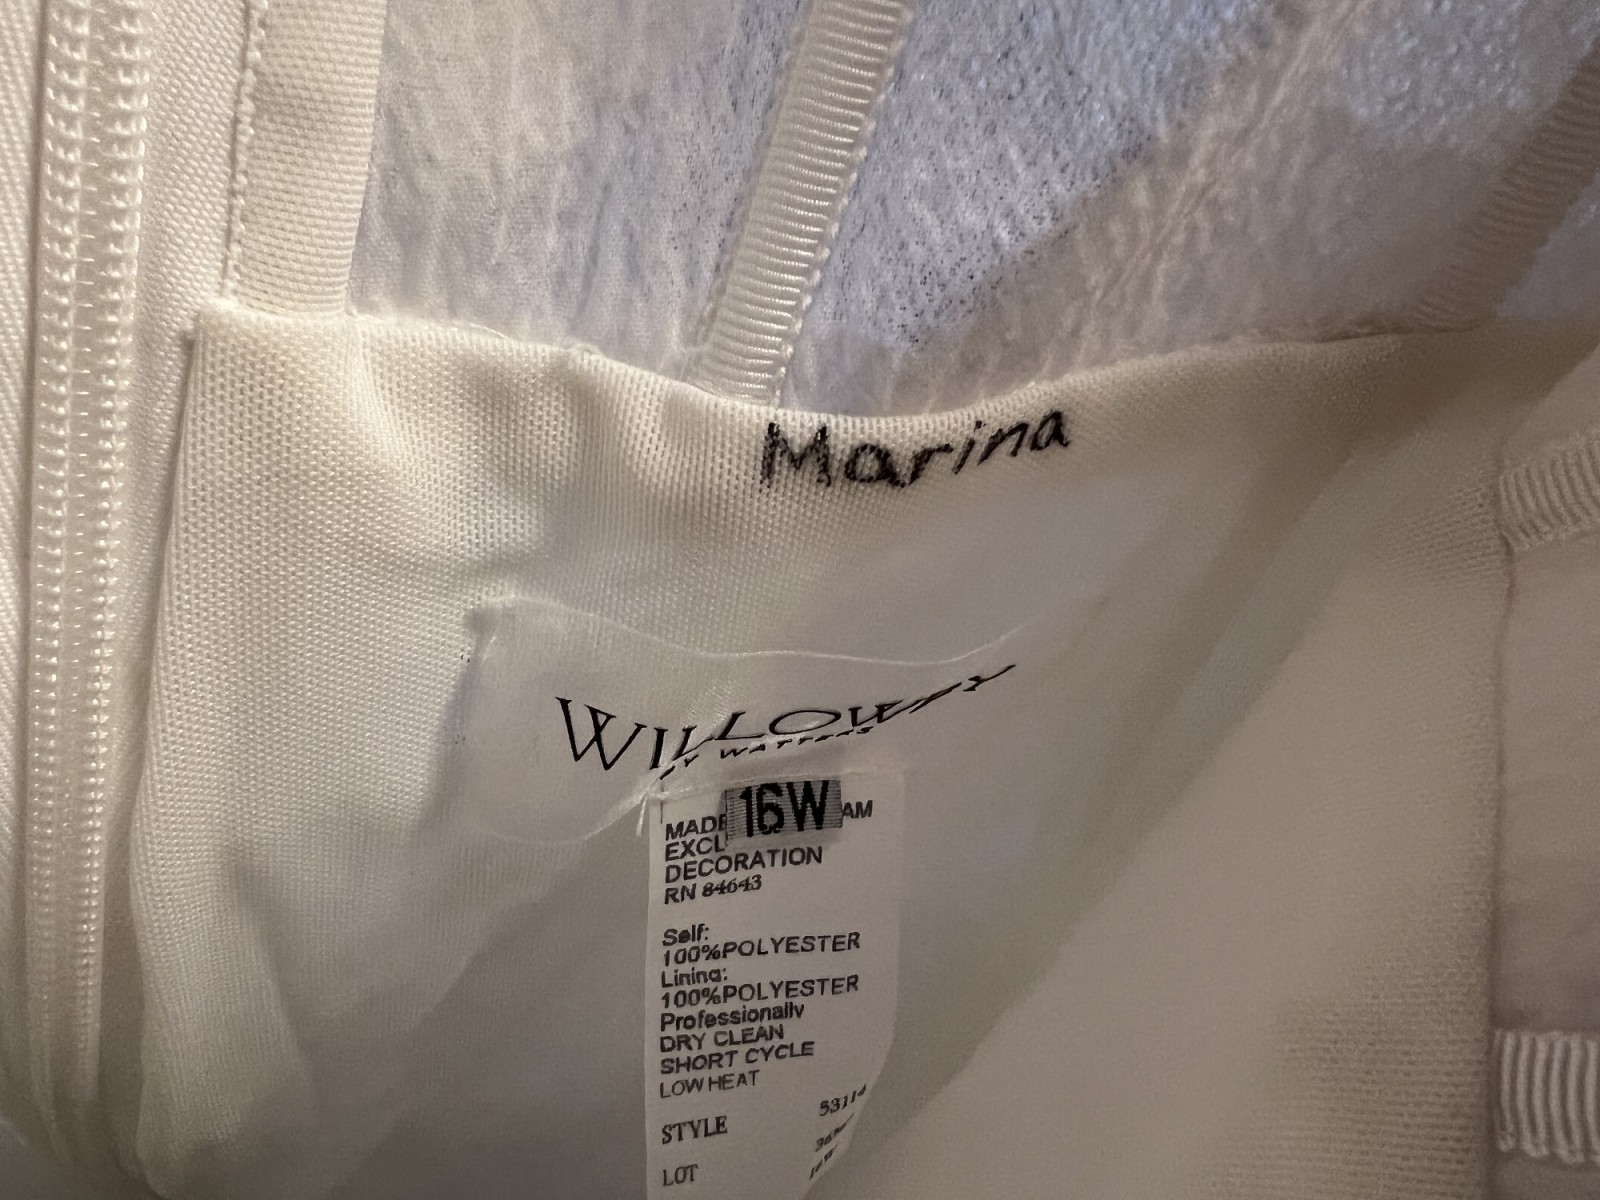 Marina
WILLOWBY
BY WATTERS
16W
MADE AM
EXCL
DECORATION
RN 84643
Self:
100%POLYESTER
Lining:
100%POLYESTER
Professionally
DRY CLEAN
SHORT CYCLE
LOW HEAT
STYLE 53114
LOT